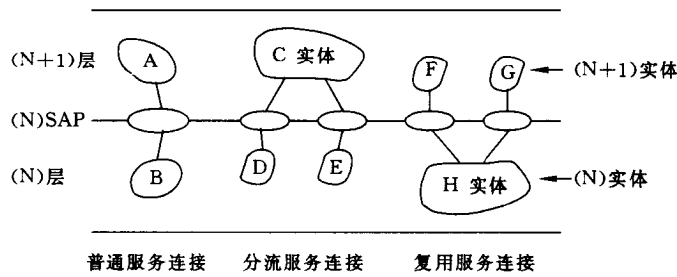 (N+1)层 A C 实体 F G (N+1)实体
(N)SAP
(N)层 B D E H 实体 (N)实体
普通服务连接 分流服务连接 复用服务连接